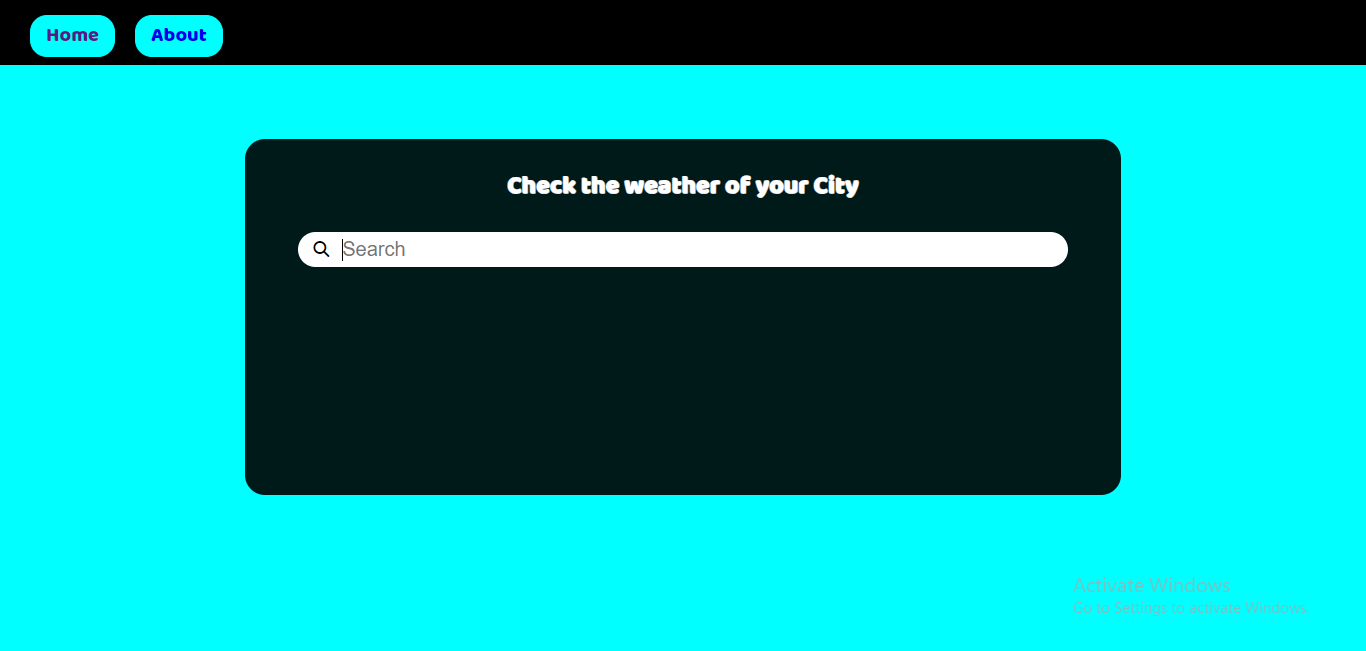 Home
About
Check the weather of your City
Search
Activate Windows
Go to Settings to activate Windows.